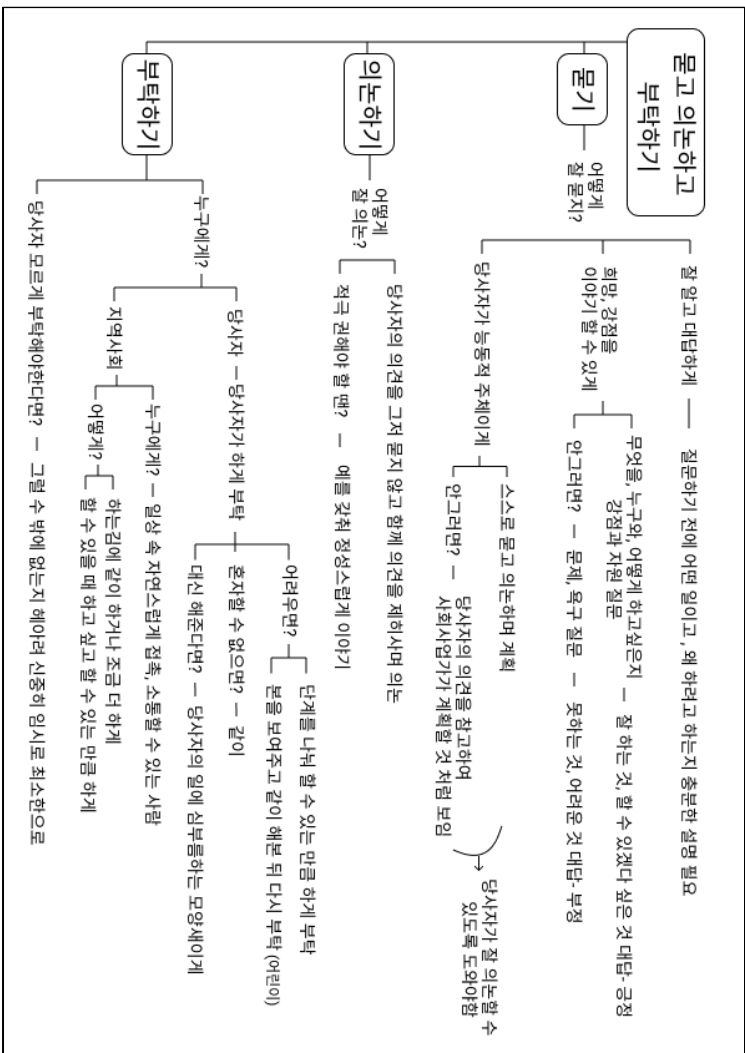 묻고 의논하고
부탁하기
묻기
어떻게
잘 묻지?
잘 알고 대답하게
질문하기 전에 어떤 일이고, 왜 하려고 하는지 충분한 설명 필요
희망, 강점을
이야기 할 수 있게
무엇을, 누구와, 어떻게 하고싶은지
강점과 자원 질문
잘 하는 것, 할 수 있겠다 싶은 것 대답- 긍정
안그러면?
문제, 욕구 질문
못하는 것, 어려운 것 대답- 부정
당사자가 능동적 주체이게
스스로 묻고 의논하며 계획
안그러면?
당사자의 의견을 참고하여
사회사업가가 계획할 것 처럼 보임
당사자가 잘 의논할 수
있도록 도와야함
의논하기
어떻게
잘 의논?
당사자의 의견을 그저 묻지 않고 함께 의견을 제히사며 의논
적극 권해야 할 땐?
예를 갖춰 정성스럽게 이야기
부탁하기
누구에게?
당사자
당사자가 하게 부탁
어려우면?
단계를 나눠 할 수 있는 만큼 하게 부탁
본을 보여주고 같이 해본 뒤 다시 부탁 (어린이)
혼자할 수 없으면?
같이
대신 해준다면?
당사자의 일에 심부름하는 모양새이게
지역사회
누구에게?
일상 속 자연스럽게 접촉, 소통할 수 있는 사람
어떻게?
하는김에 같이 하거나 조금 더 하게
할 수 있을 때 하고 싶고 할 수 있는 만큼 하게
당사자 모르게 부탁해야한다면?
그럴 수 밖에 없는지 헤아려 신중히 임시로 최소한으로